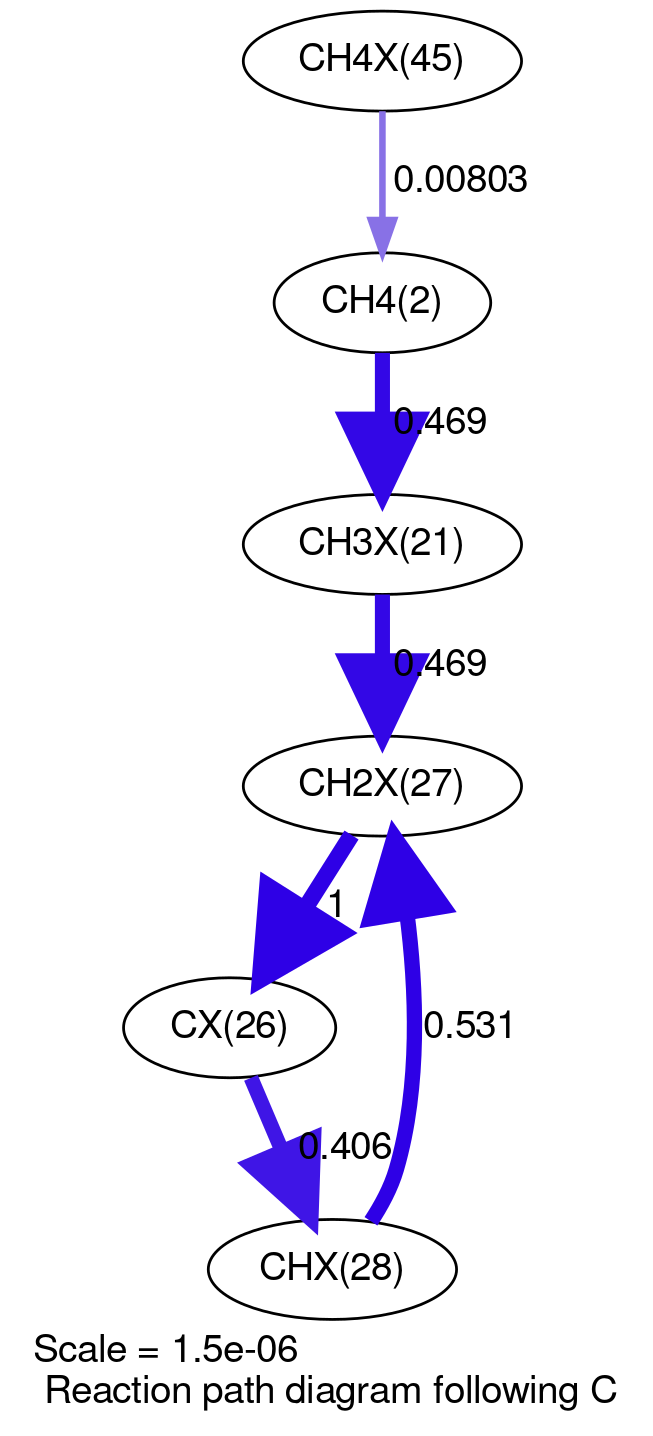 CH4X(45)
0.00803
CH4(2)
0.469
CH3X(21)
0.469
CH2X(27)
1
CX(26)
0.531
0.406
CHX(28)
Scale = 1.5e-06
Reaction path diagram following C